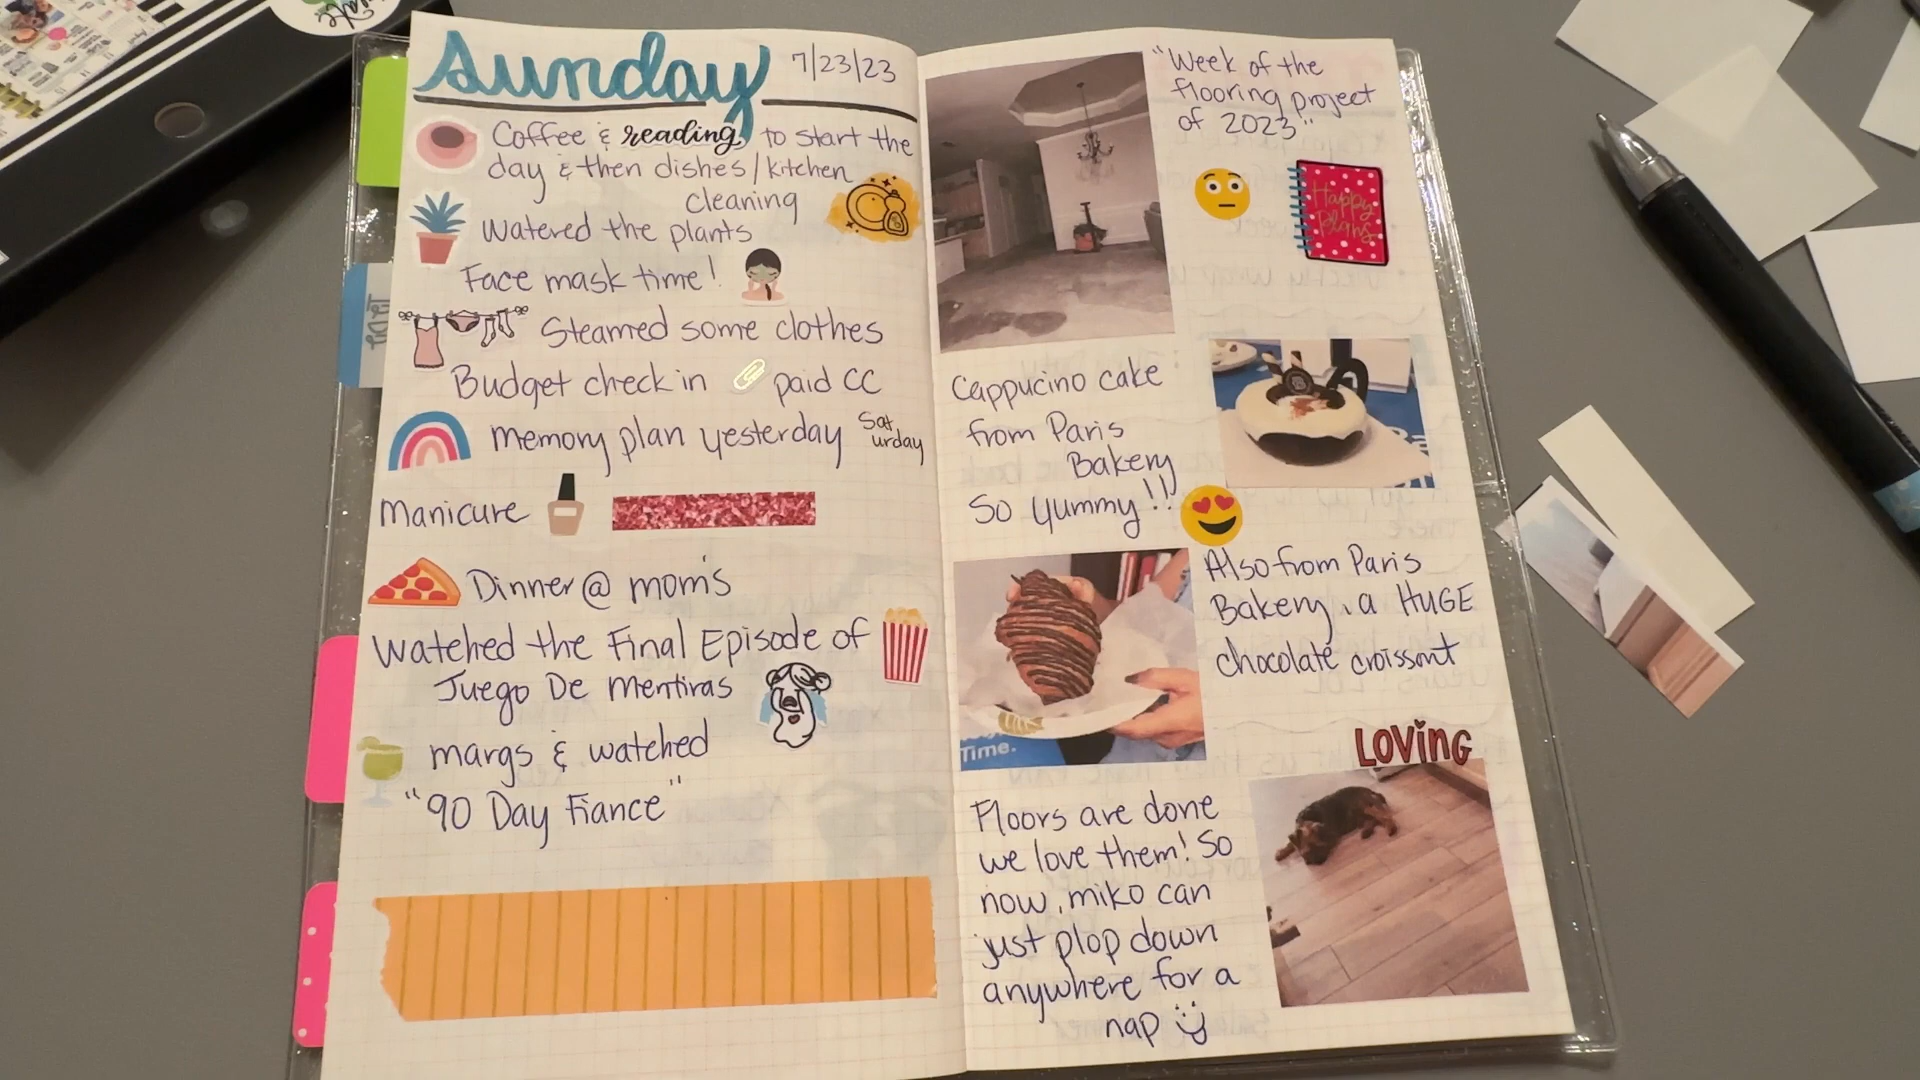 Sunday 7/23/23
Coffee & reading, to start the
day & then dishes/kitchen
cleaning
Watered the plants
Face mask time!
Steamed some clothes
Budget check in paid CC
memory plan yesterday Sat
urday
Manicure
Dinner @ mom's
Watched the Final Episode of
Juego De Mentiras
margs & watched
"90 Day Fiance"
"Week of the
flooring project
of 2023"
Happy
Plans
Cappucino cake
from Paris
Bakery
So Yummy!!
Also from Paris
Bakery, a HUGE
chocolate croissant
Time.
LOVING
Floors are done
we love them! So
now, miko can
just plop down
anywhere for a
nap